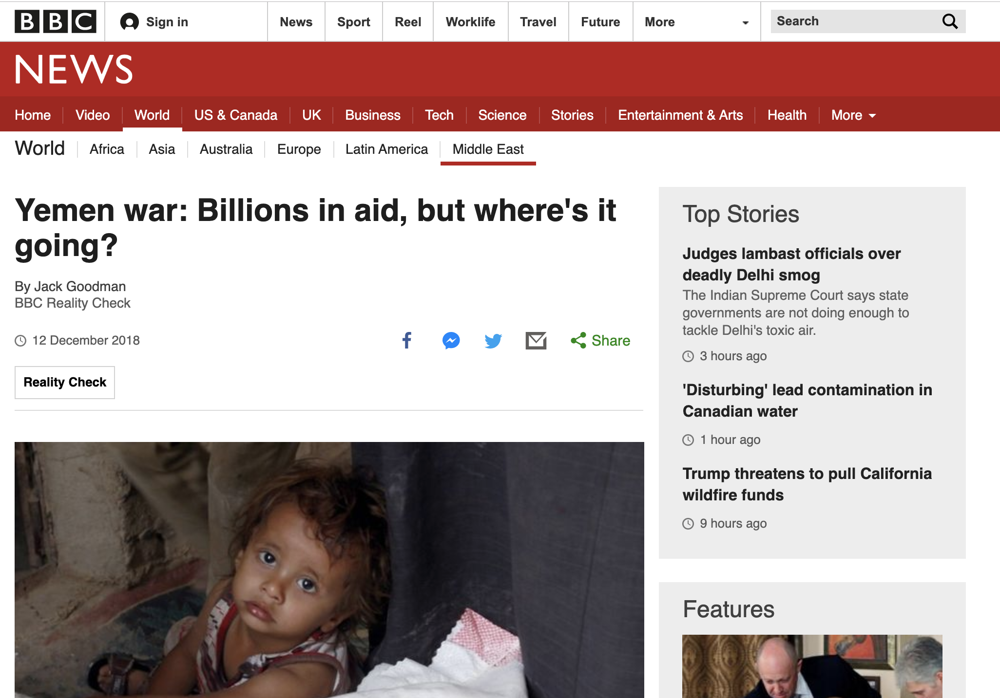 BBC
Sign in
News
Sport
Reel
Worklife
Travel
Future
More
Search
NEWS
Home
Video
World
US & Canada
UK
Business
Tech
Science
Stories
Entertainment & Arts
Health
More
World
Africa
Asia
Australia
Europe
Latin America
Middle East
Yemen war: Billions in aid, but where's it
going?
By Jack Goodman
BBC Reality Check
12 December 2018
Share
Reality Check
Top Stories
Judges lambast officials over
deadly Delhi smog
The Indian Supreme Court says state
governments are not doing enough to
tackle Delhi's toxic air.
3 hours ago
'Disturbing' lead contamination in
Canadian water
1 hour ago
Trump threatens to pull California
wildfire funds
9 hours ago
Features